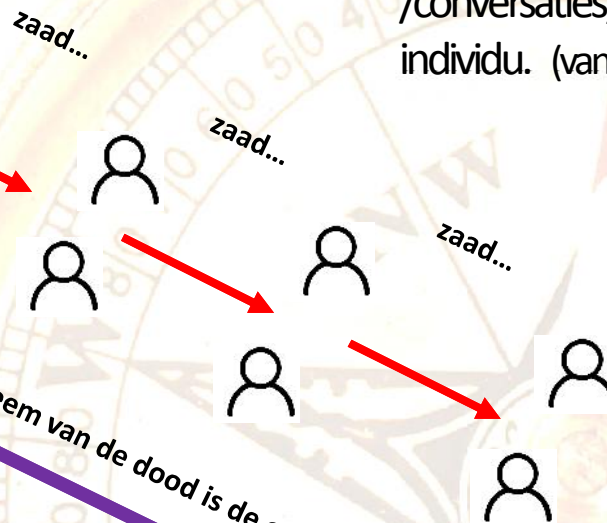 /conversaties,
individu. (van
zaad…
zaad…
zaad…
eem van de dood is de